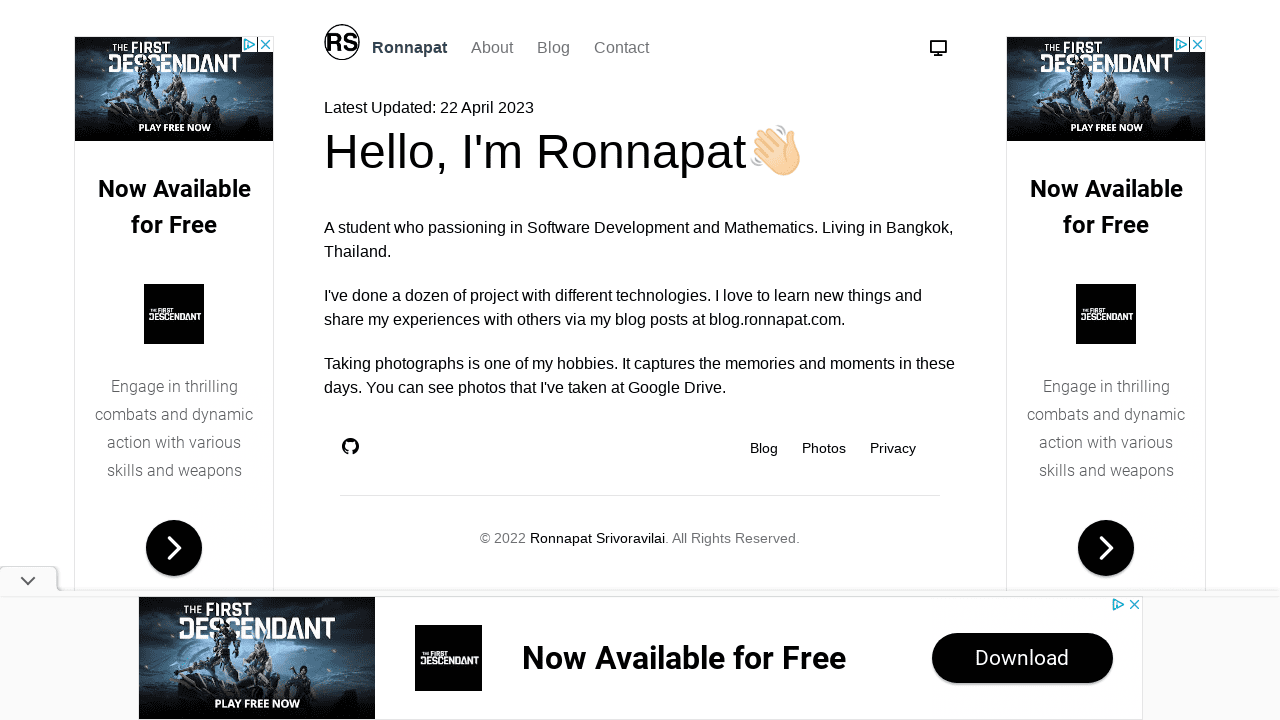 RS
Ronnapat About Blog Contact
Latest Updated: 22 April 2023
Hello, I'm Ronnapat👋🏻
A student who passioning in Software Development and Mathematics. Living in Bangkok,
Thailand.
I've done a dozen of project with different technologies. I love to learn new things and
share my experiences with others via my blog posts at blog.ronnapat.com.
Taking photographs is one of my hobbies. It captures the memories and moments in these
days. You can see photos that I've taken at Google Drive.
Blog Photos Privacy
© 2022 Ronnapat Srivoravilai. All Rights Reserved.
THE FIRST
DESCENDANT
PLAY FREE NOW
Now Available
for Free
THE FIRST
DESCENDANT
Engage in thrilling
combats and dynamic
action with various
skills and weapons
THE FIRST
DESCENDANT
PLAY FREE NOW
Now Available
for Free
THE FIRST
DESCENDANT
Engage in thrilling
combats and dynamic
action with various
skills and weapons
THE FIRST
DESCENDANT
PLAY FREE NOW
THE FIRST
DESCENDANT
Now Available for Free
Download